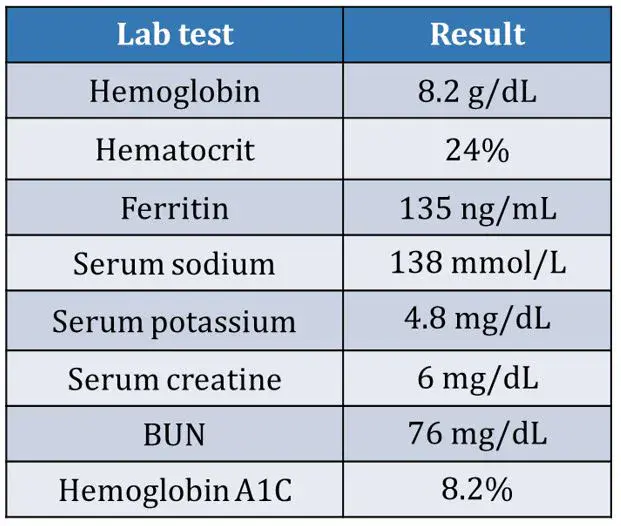 Lab test Result
Hemoglobin 8.2 g/dL
Hematocrit 24%
Ferritin 135 ng/mL
Serum sodium 138 mmol/L
Serum potassium 4.8 mg/dL
Serum creatine 6 mg/dL
BUN 76 mg/dL
Hemoglobin A1C 8.2%